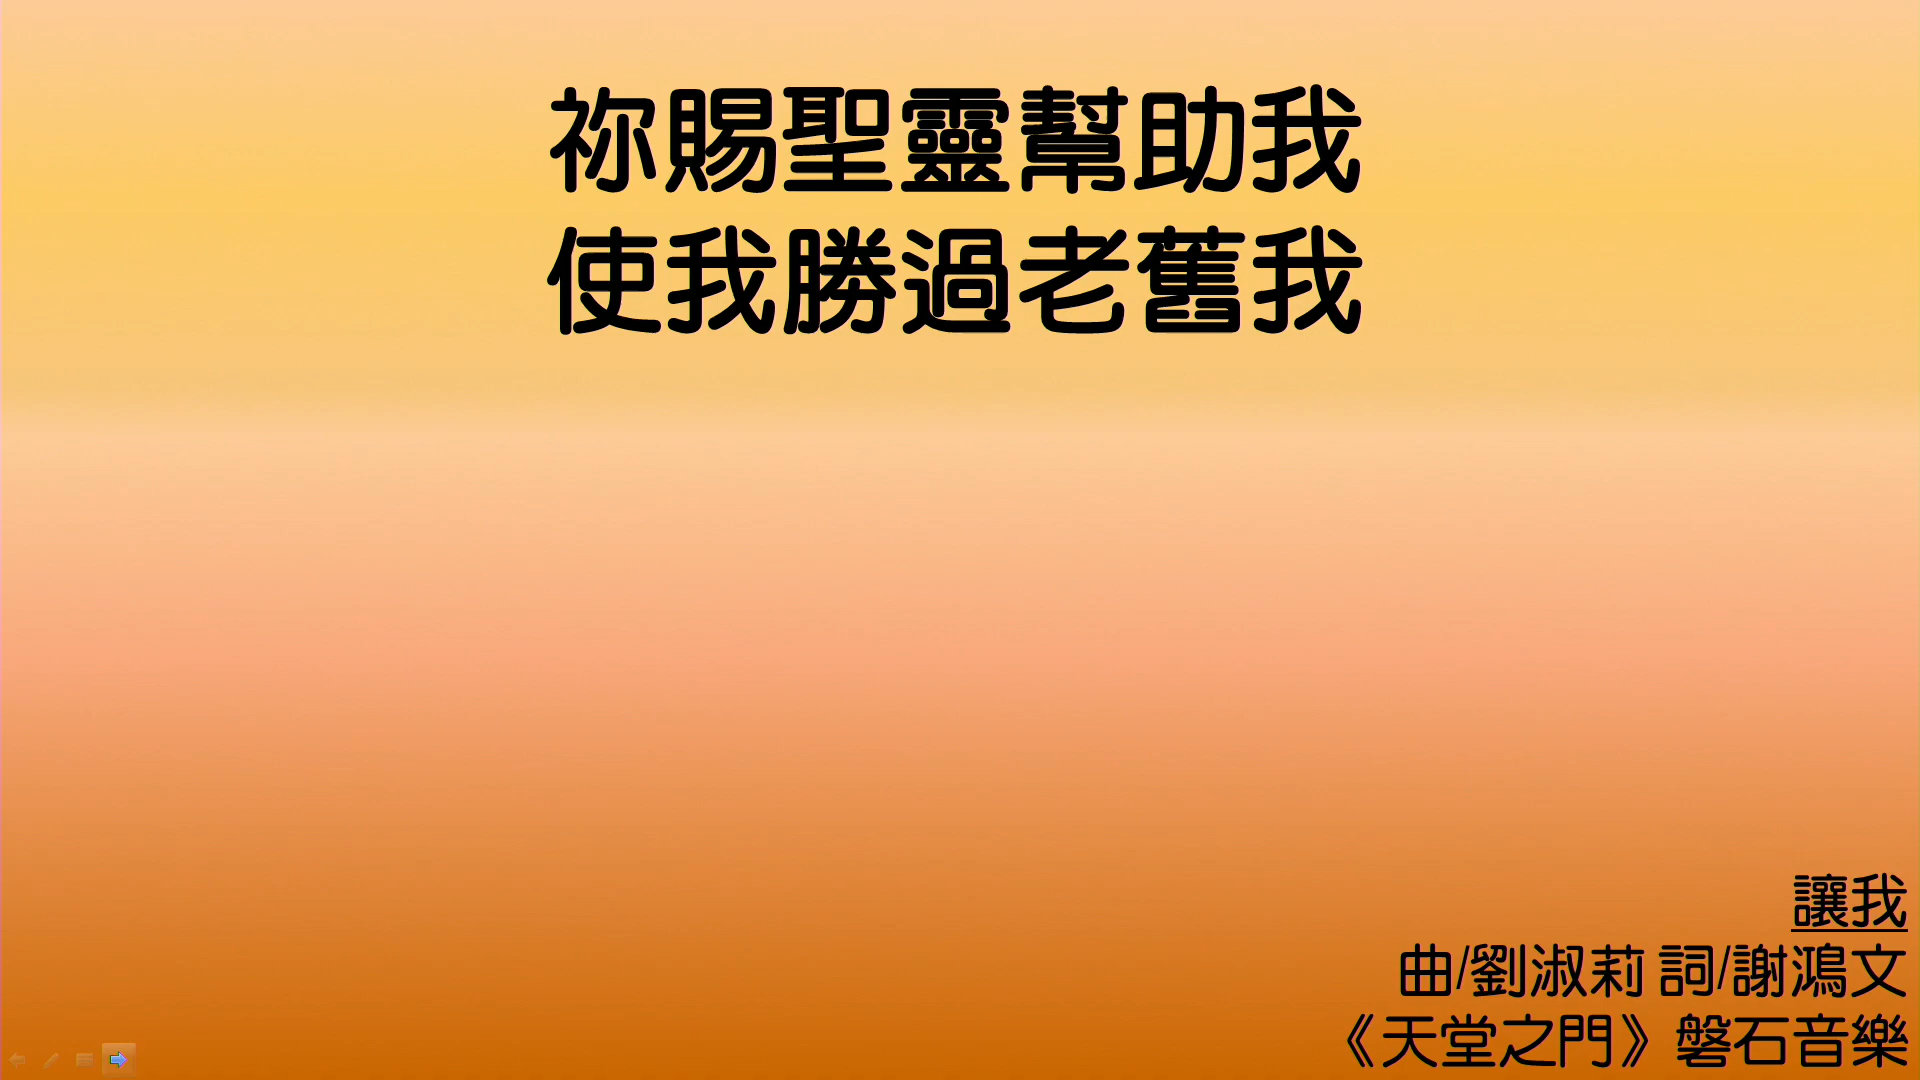 祢賜聖靈幫助我
使我勝過老舊我
讓我
曲/劉淑莉 詞/謝鴻文
《天堂之門》磐石音樂